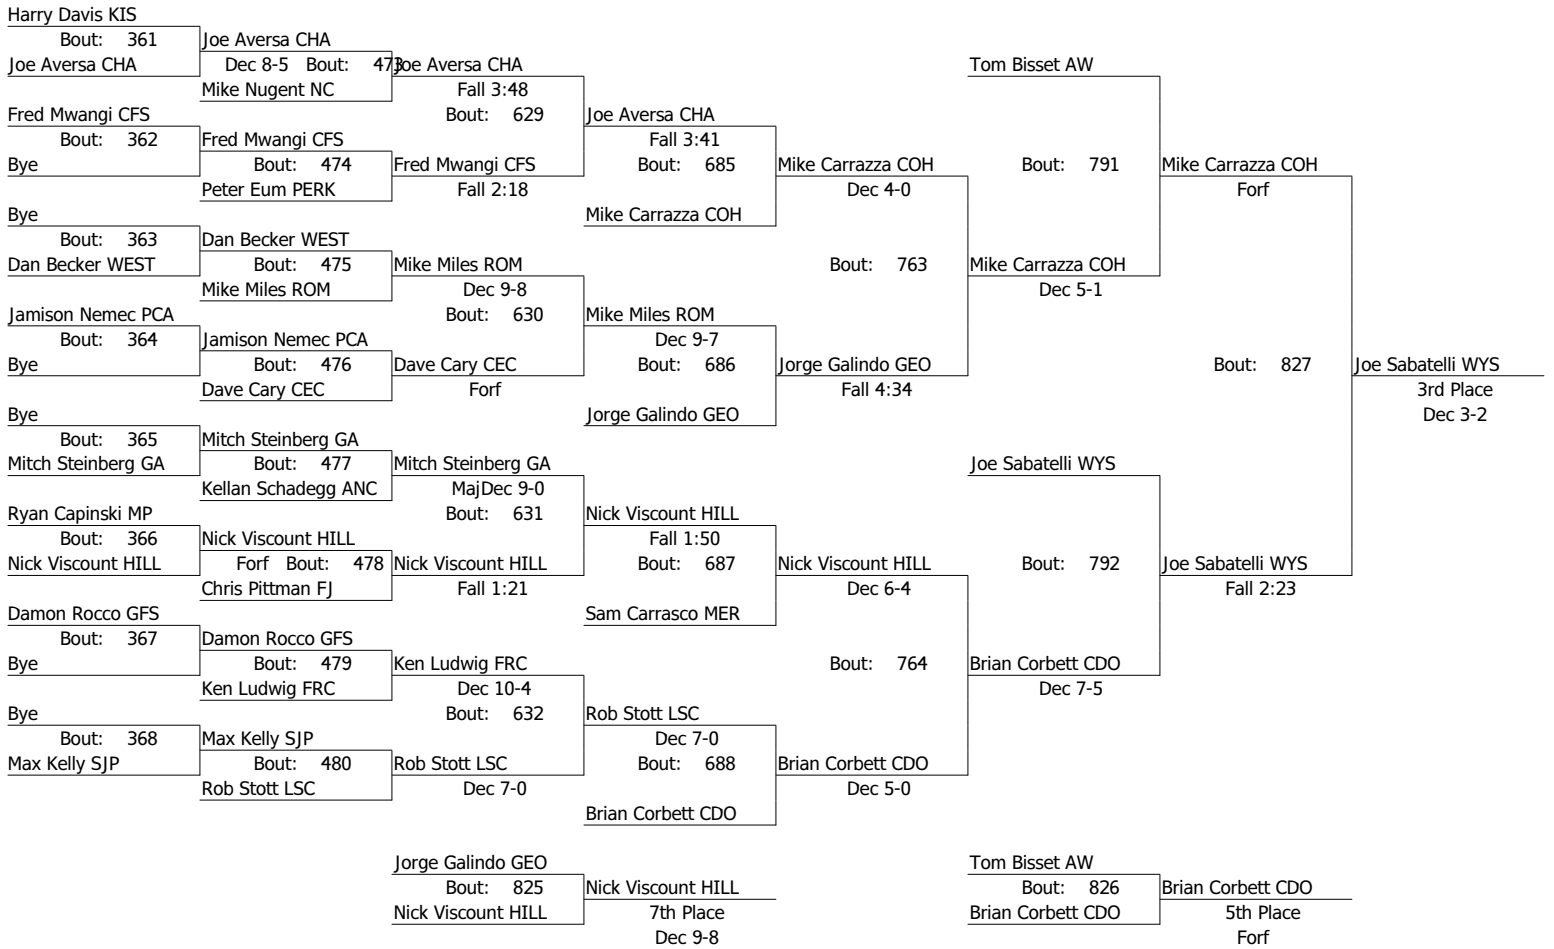 Harry Davis KIS
Bout: 361 Joe Aversa CHA
Joe Aversa CHA Dec 8-5 Bout: 473 Joe Aversa CHA Tom Bisset AW
Mike Nugent NC Fall 3:48
Fred Mwangi CFS Bout: 629 Joe Aversa CHA
Bout: 362 Fred Mwangi CFS Fall 3:41
Bye Bout: 474 Fred Mwangi CFS Bout: 685 Mike Carrazza COH Bout: 791 Mike Carrazza COH
Peter Eum PERK Fall 2:18 Dec 4-0 Forf
Bye Mike Carrazza COH
Bout: 363 Dan Becker WEST
Dan Becker WEST Bout: 475 Mike Miles ROM Bout: 763 Mike Carrazza COH
Mike Miles ROM Dec 9-8 Dec 5-1
Jamison Nemec PCA Bout: 630 Mike Miles ROM
Bout: 364 Jamison Nemec PCA Dec 9-7
Bye Bout: 476 Dave Cary CEC Bout: 686 Jorge Galindo GEO Bout: 827 Joe Sabatelli WYS
Dave Cary CEC Forf Fall 4:34 3rd Place
Bye Jorge Galindo GEO Dec 3-2
Bout: 365 Mitch Steinberg GA
Mitch Steinberg GA Bout: 477 Mitch Steinberg GA Joe Sabatelli WYS
Kellan Schadegg ANC MajDec 9-0
Ryan Capinski MP Bout: 631 Nick Viscount HILL
Bout: 366 Nick Viscount HILL Fall 1:50
Nick Viscount HILL Forf Bout: 478 Nick Viscount HILL Bout: 687 Nick Viscount HILL Bout: 792 Joe Sabatelli WYS
Chris Pittman FJ Fall 1:21 Dec 6-4 Fall 2:23
Damon Rocco GFS Sam Carrasco MER
Bout: 367 Damon Rocco GFS
Bye Bout: 479 Ken Ludwig FRC Bout: 764 Brian Corbett CDO
Ken Ludwig FRC Dec 10-4 Dec 7-5
Bye Bout: 632 Rob Stott LSC
Bout: 368 Max Kelly SJP Dec 7-0
Max Kelly SJP Bout: 480 Rob Stott LSC Bout: 688 Brian Corbett CDO
Rob Stott LSC Dec 7-0 Dec 5-0
Brian Corbett CDO
Jorge Galindo GEO Tom Bisset AW
Bout: 825 Nick Viscount HILL Bout: 826 Brian Corbett CDO
Nick Viscount HILL 7th Place Brian Corbett CDO 5th Place
Dec 9-8 Forf